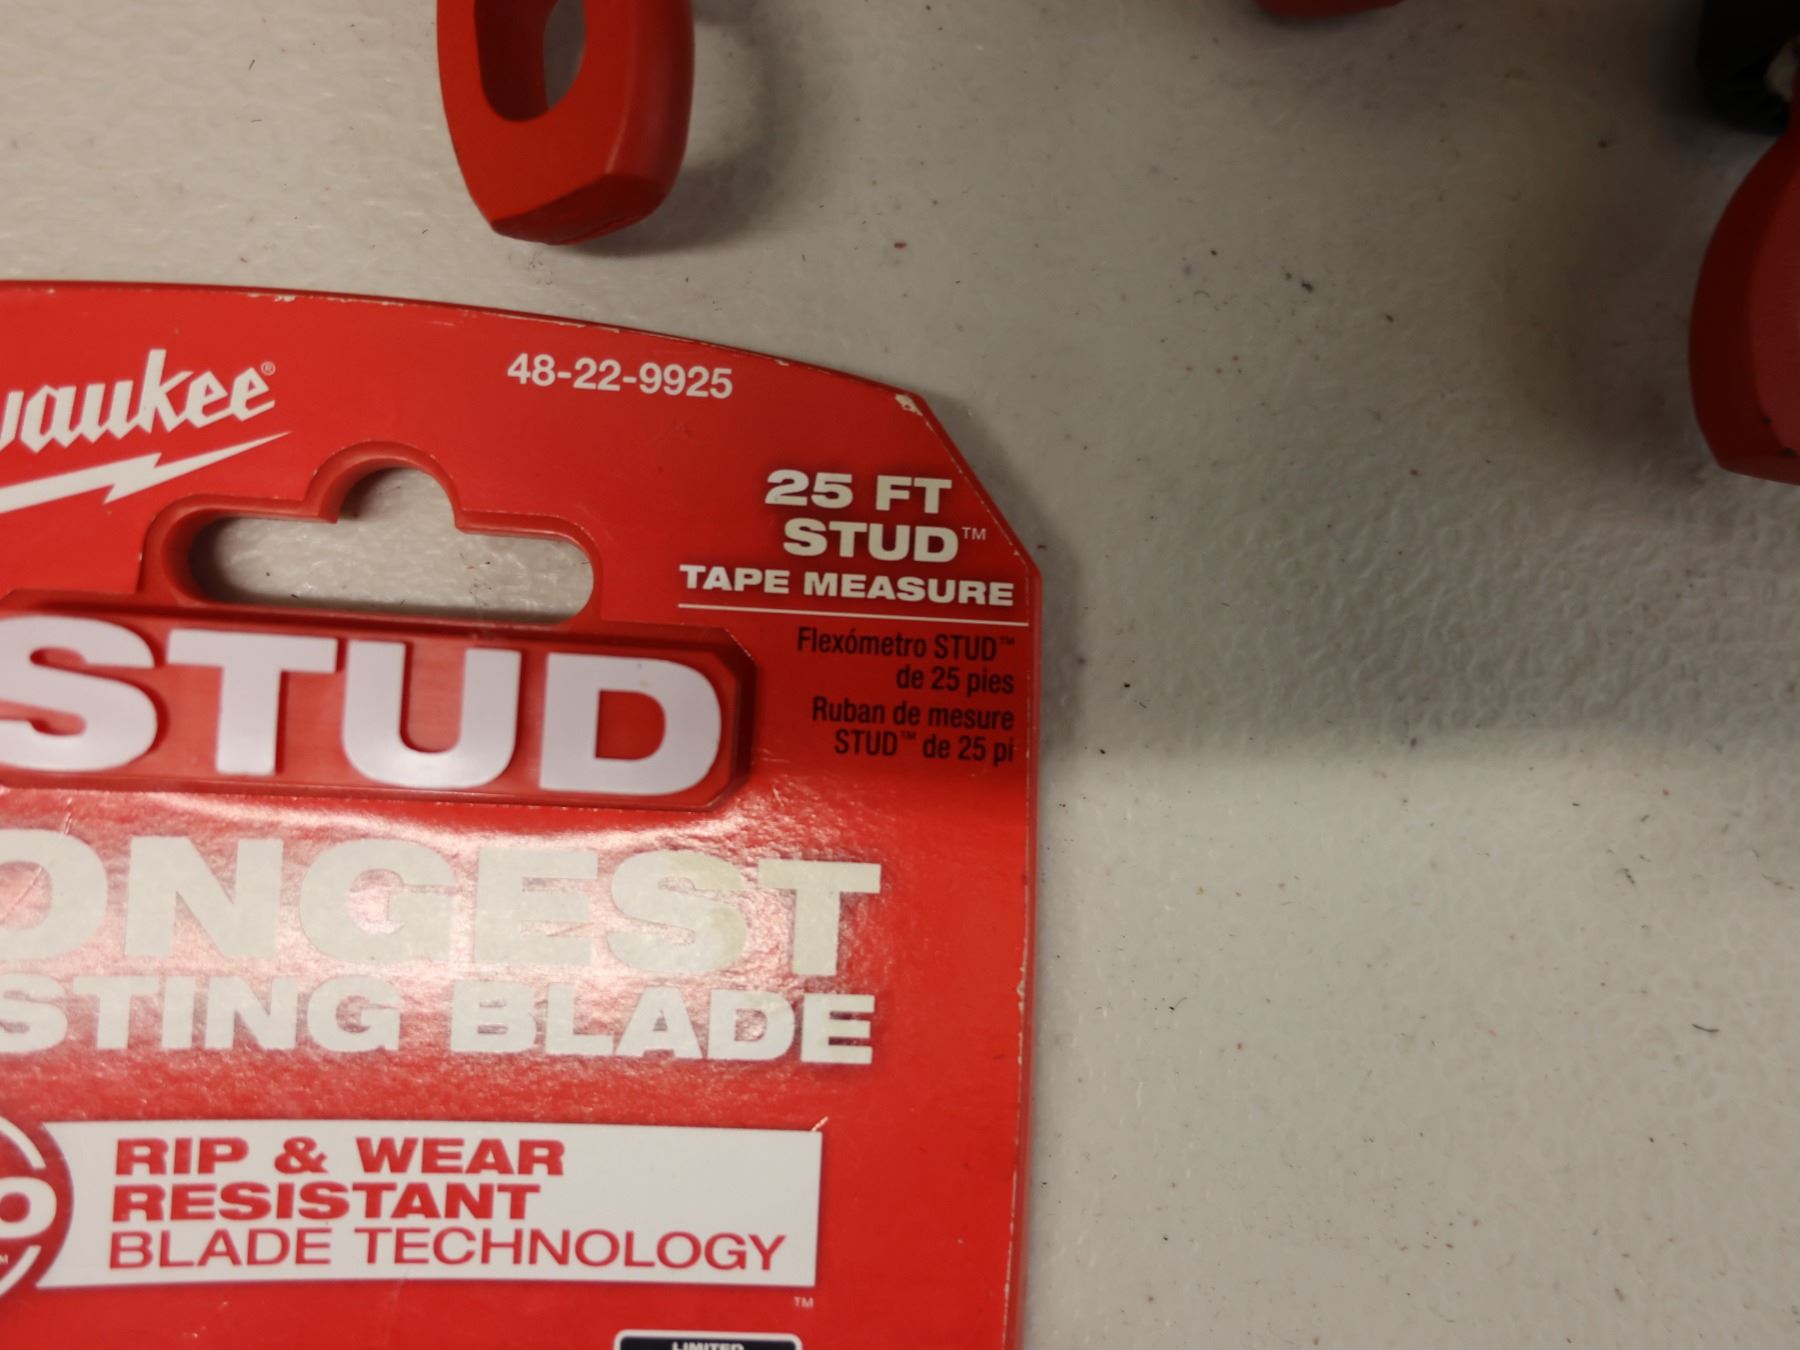 waukee®
48-22-9925
25 FT
STUD™
TAPE MEASURE
Flexómetro STUD™
de 25 pies
Ruban de mesure
STUD™ de 25 pi
STUD
ONGEST
STING BLADE
RIP & WEAR
RESISTANT
BLADE TECHNOLOGY
™
LIMITED